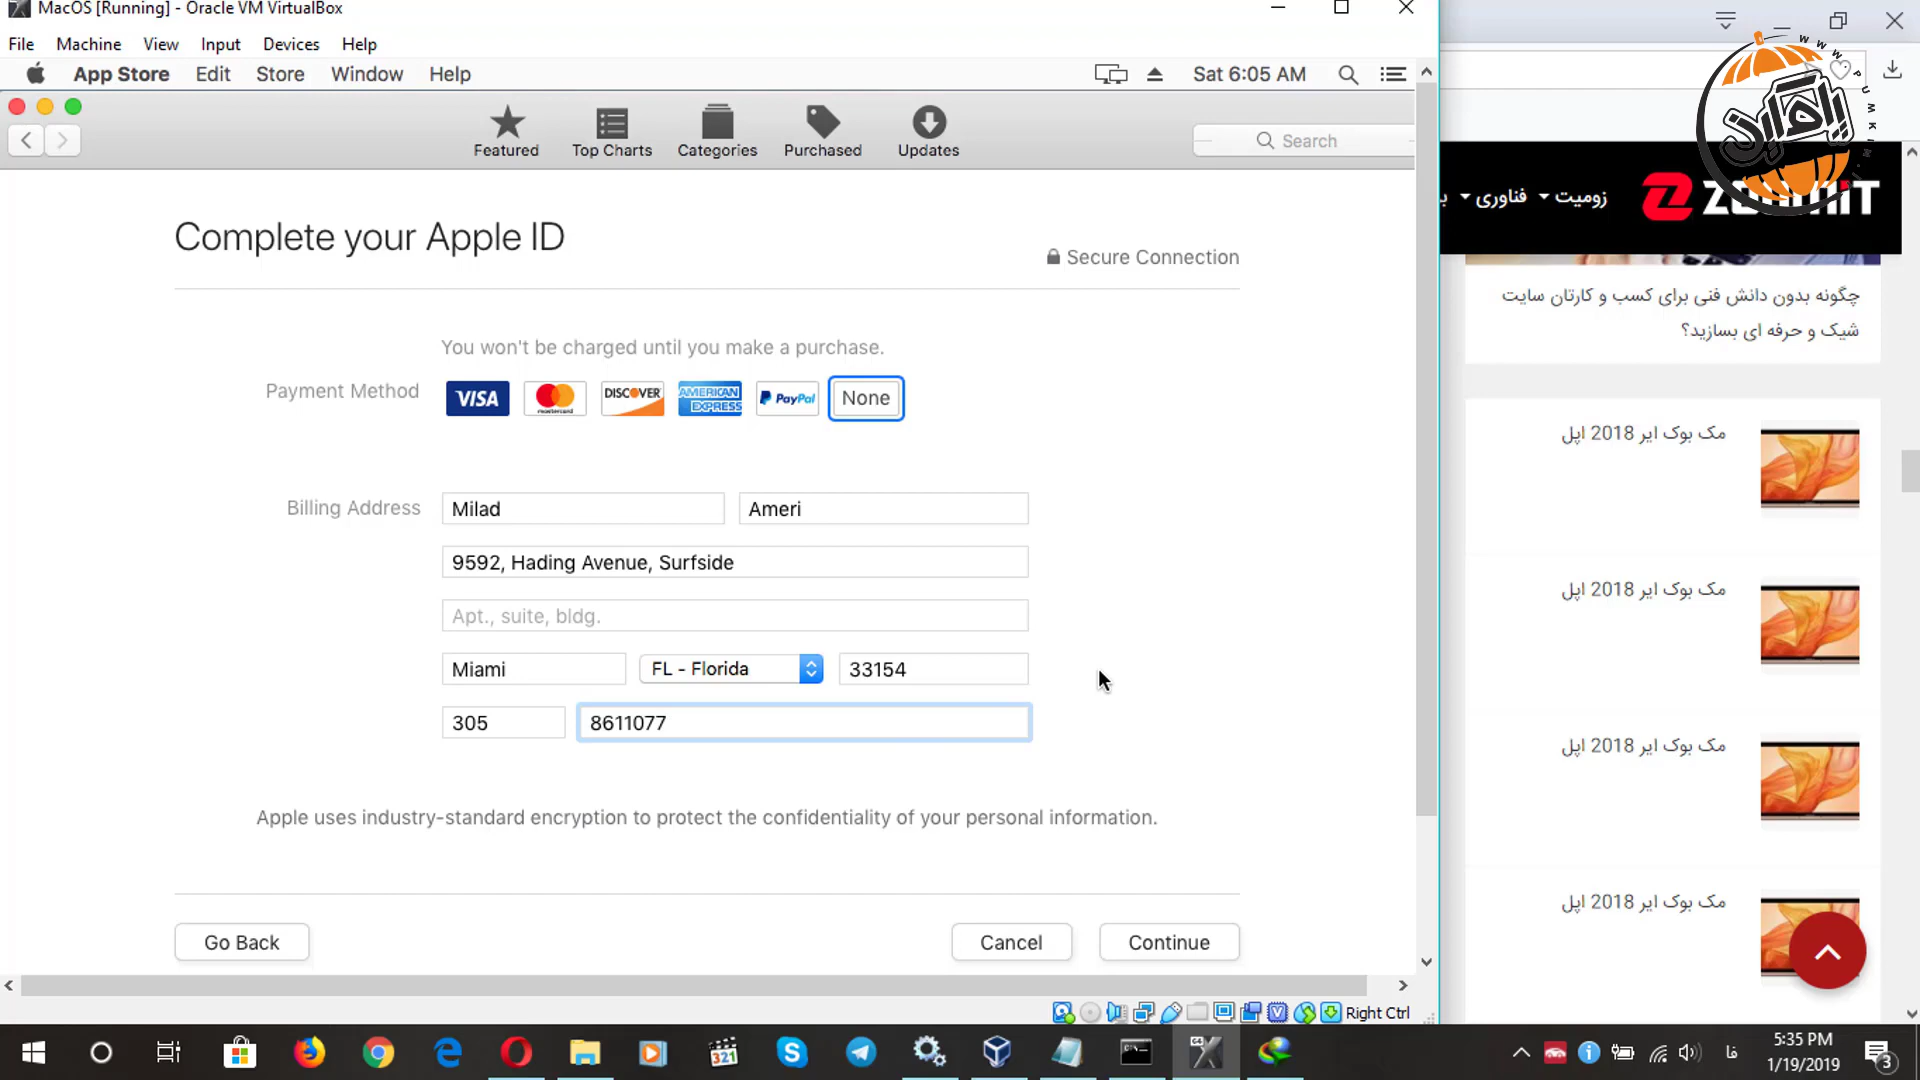 MacOS [Running] - Oracle VM VirtualBox
File Machine View Input Devices Help
App Store Edit Store Window Help
Sat 6:05 AM
Featured Top Charts Categories Purchased Updates
Search
Complete your Apple ID
Secure Connection
You won't be charged until you make a purchase.
Payment Method VISA mastercard DISCOVER AMERICAN EXPRESS PayPal None
Billing Address Milad Ameri
9592, Hading Avenue, Surfside
Apt., suite, bldg.
Miami FL - Florida 33154
305 8611077
Apple uses industry-standard encryption to protect the confidentiality of your personal information.
Go Back Cancel Continue
Right Ctrl
زومیت فناوری
چگونه بدون دانش فنی برای کسب و کارتان سایت
شیک و حرفه ای بسازید؟
مک بوک ایر 2018 اپل
مک بوک ایر 2018 اپل
مک بوک ایر 2018 اپل
مک بوک ایر 2018 اپل
321
64
فا
5:35 PM
1/19/2019
3